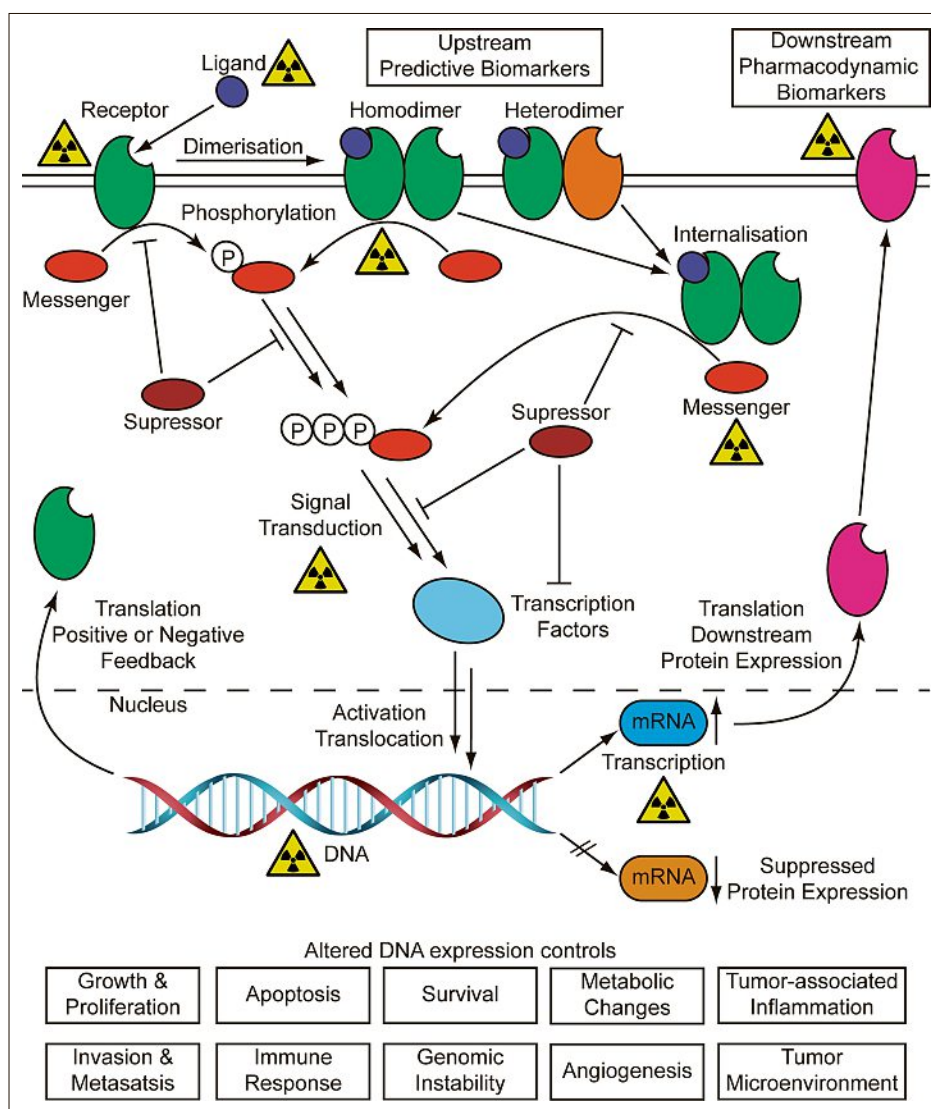 Upstream
Predictive Biomarkers
Downstream
Pharmacodynamic
Biomarkers
Ligand
Receptor
Homodimer
Heterodimer
Dimerisation
Phosphorylation
P
Internalisation
Messenger
Supressor
P P P
Supressor
Messenger
Signal
Transduction
Transcription
Factors
Translation
Positive or Negative
Feedback
Translation
Downstream
Protein Expression
Nucleus
Activation
Translocation
mRNA
Transcription
DNA
mRNA
Suppressed
Protein Expression
Altered DNA expression controls
Growth &
Proliferation
Apoptosis
Survival
Metabolic
Changes
Tumor-associated
Inflammation
Invasion &
Metasatsis
Immune
Response
Genomic
Instability
Angiogenesis
Tumor
Microenvironment